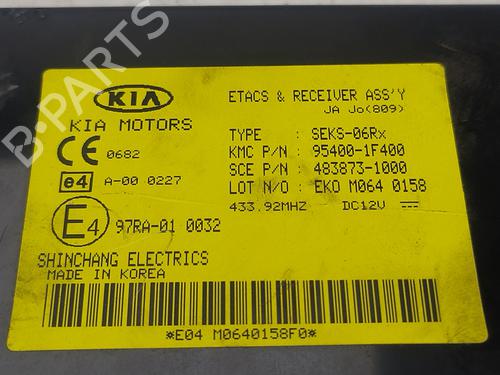 KIA
KIA MOTORS
CE 0682
e4 A-00 0227
E4 97RA-01 0032
SHINCHANG ELECTRICS
MADE IN KOREA
ETACS & RECEIVER ASS'Y
JA Jo(809)
TYPE : SEKS-06Rx
KMC P/N : 95400-1F400
SCE P/N : 483873-1000
LOT N/O : EKO M064 0158
433.92MHZ DC12V
*E04 M0640158F0*
B-PARTS